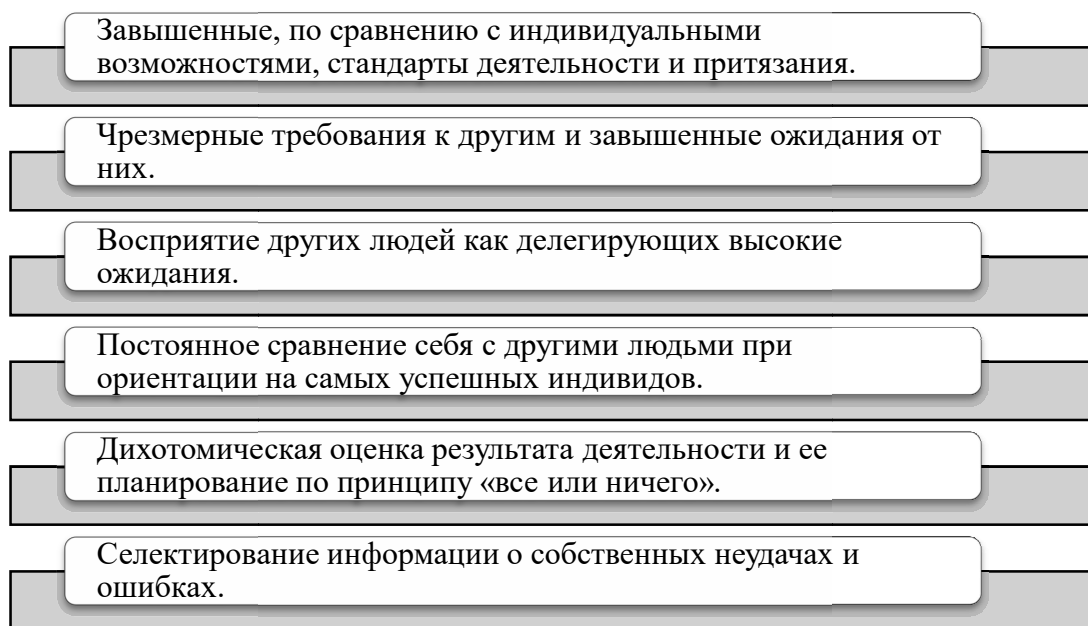 Завышенные, по сравнению с индивидуальными
возможностями, стандарты деятельности и притязания.
Чрезмерные требования к другим и завышенные ожидания от
них.
Восприятие других людей как делегирующих высокие
ожидания.
Постоянное сравнение себя с другими людьми при
ориентации на самых успешных индивидов.
Дихотомическая оценка результата деятельности и ее
планирование по принципу «все или ничего».
Селектирование информации о собственных неудачах и
ошибках.